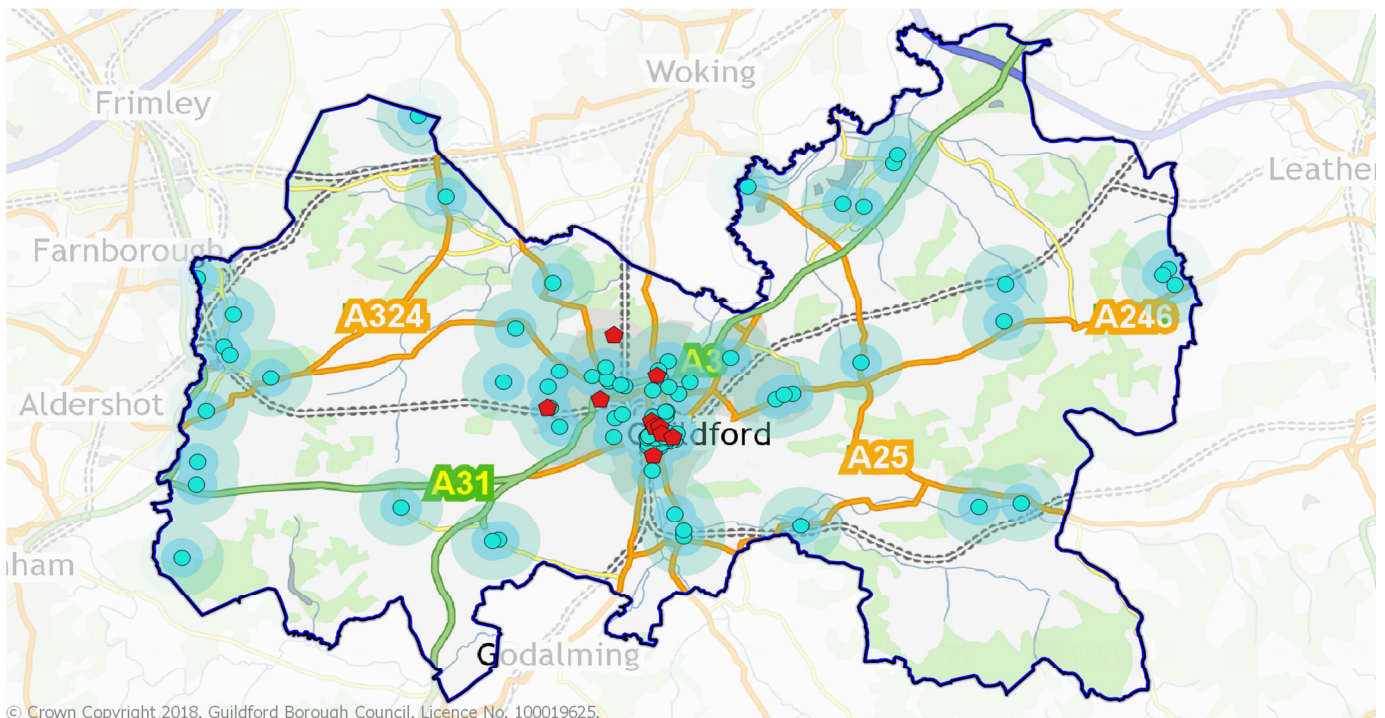 Woking
Frimley
Leather
Farnborough
A324
A246
A3
Aldershot
Guildford
A25
A31
nham
Godalming
© Crown Copyright 2018. Guildford Borough Council. Licence No. 100019625.